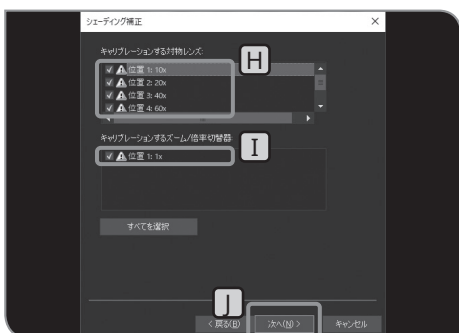 シェーディング補正
キャリブレーションする対物レンズ:
H
位置 1: 10x
位置 2: 20x
位置 3: 40x
位置 4: 60x
キャリブレーションするズーム/倍率切替器
I
位置 1: 1x
すべてを選択
J
< 戻る(B)
次へ(N) >
キャンセル